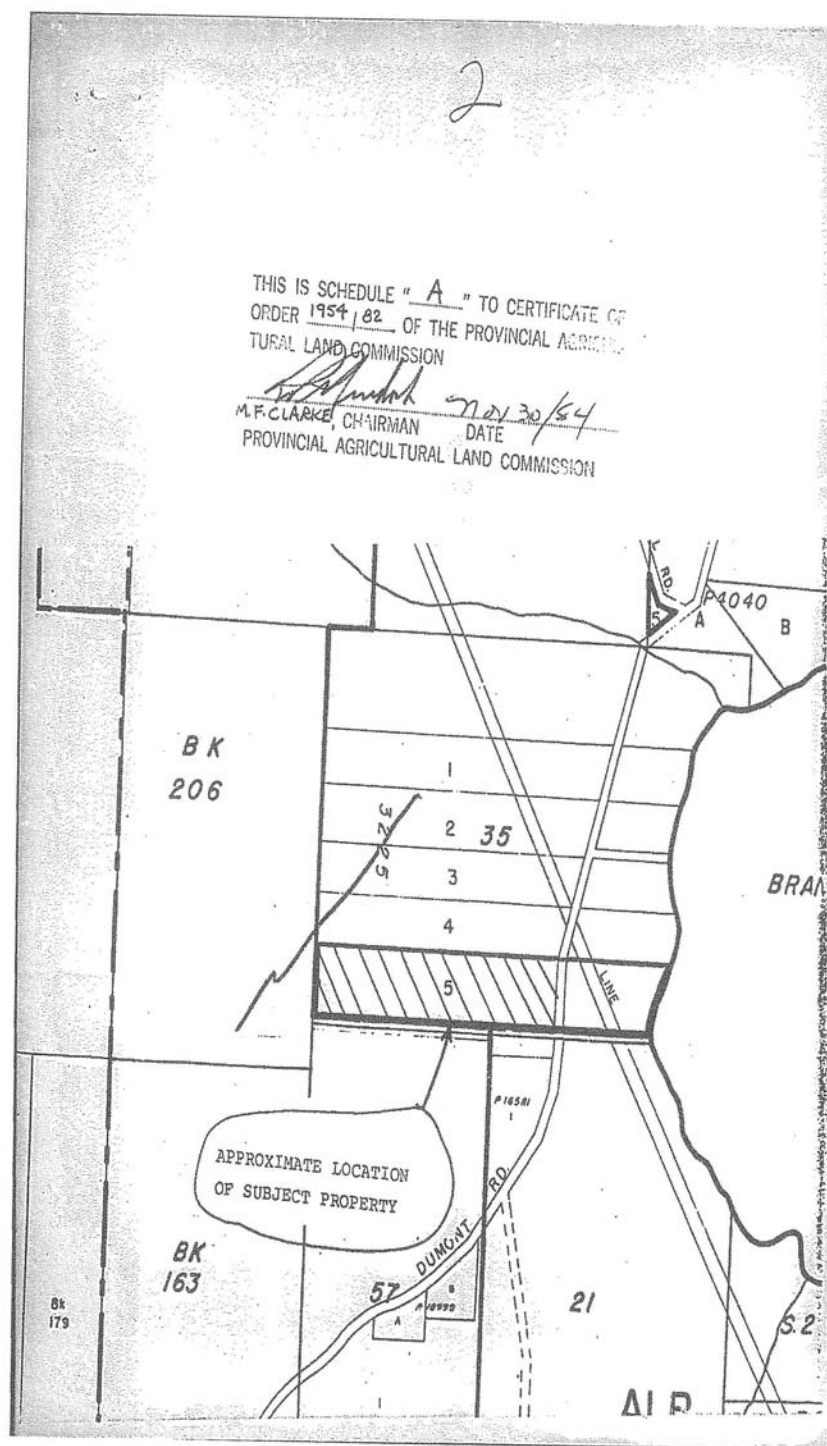 2
THIS IS SCHEDULE " A " TO CERTIFICATE OF
ORDER 1954/82 OF THE PROVINCIAL AGRICUL-
TURAL LAND COMMISSION
Nov 30/84
M.F. CLARKE, CHAIRMAN DATE
PROVINCIAL AGRICULTURAL LAND COMMISSION
L RD.
P4040
5 A B
BK
206
1
3225
2 35
3
BRAN
4
5
LINE
P16581
1
APPROXIMATE LOCATION
OF SUBJECT PROPERTY
DUMONT RD.
BK
163
Bk
179
57
B
A
21
S.2
1
ALR